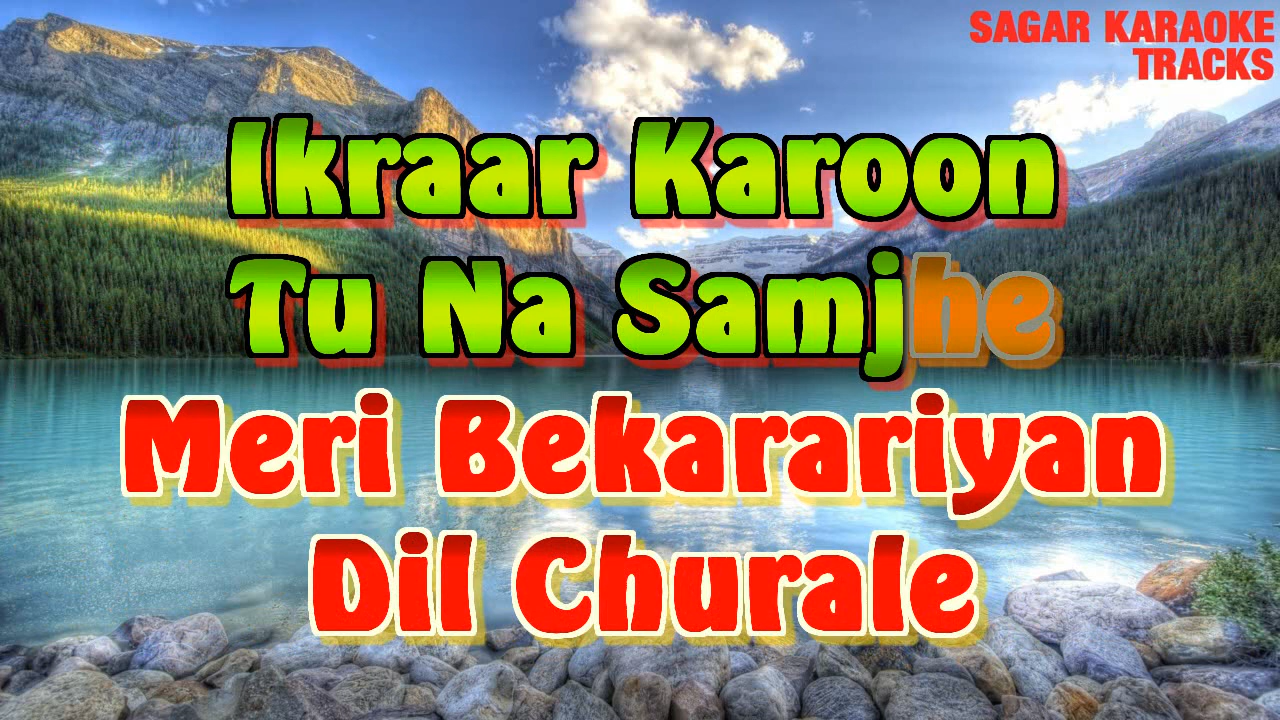 SAGAR KARAOKE
TRACKS
Ikraar Karoon
Tu Na Samjhe
Meri Bekarariyan
Dil Churale